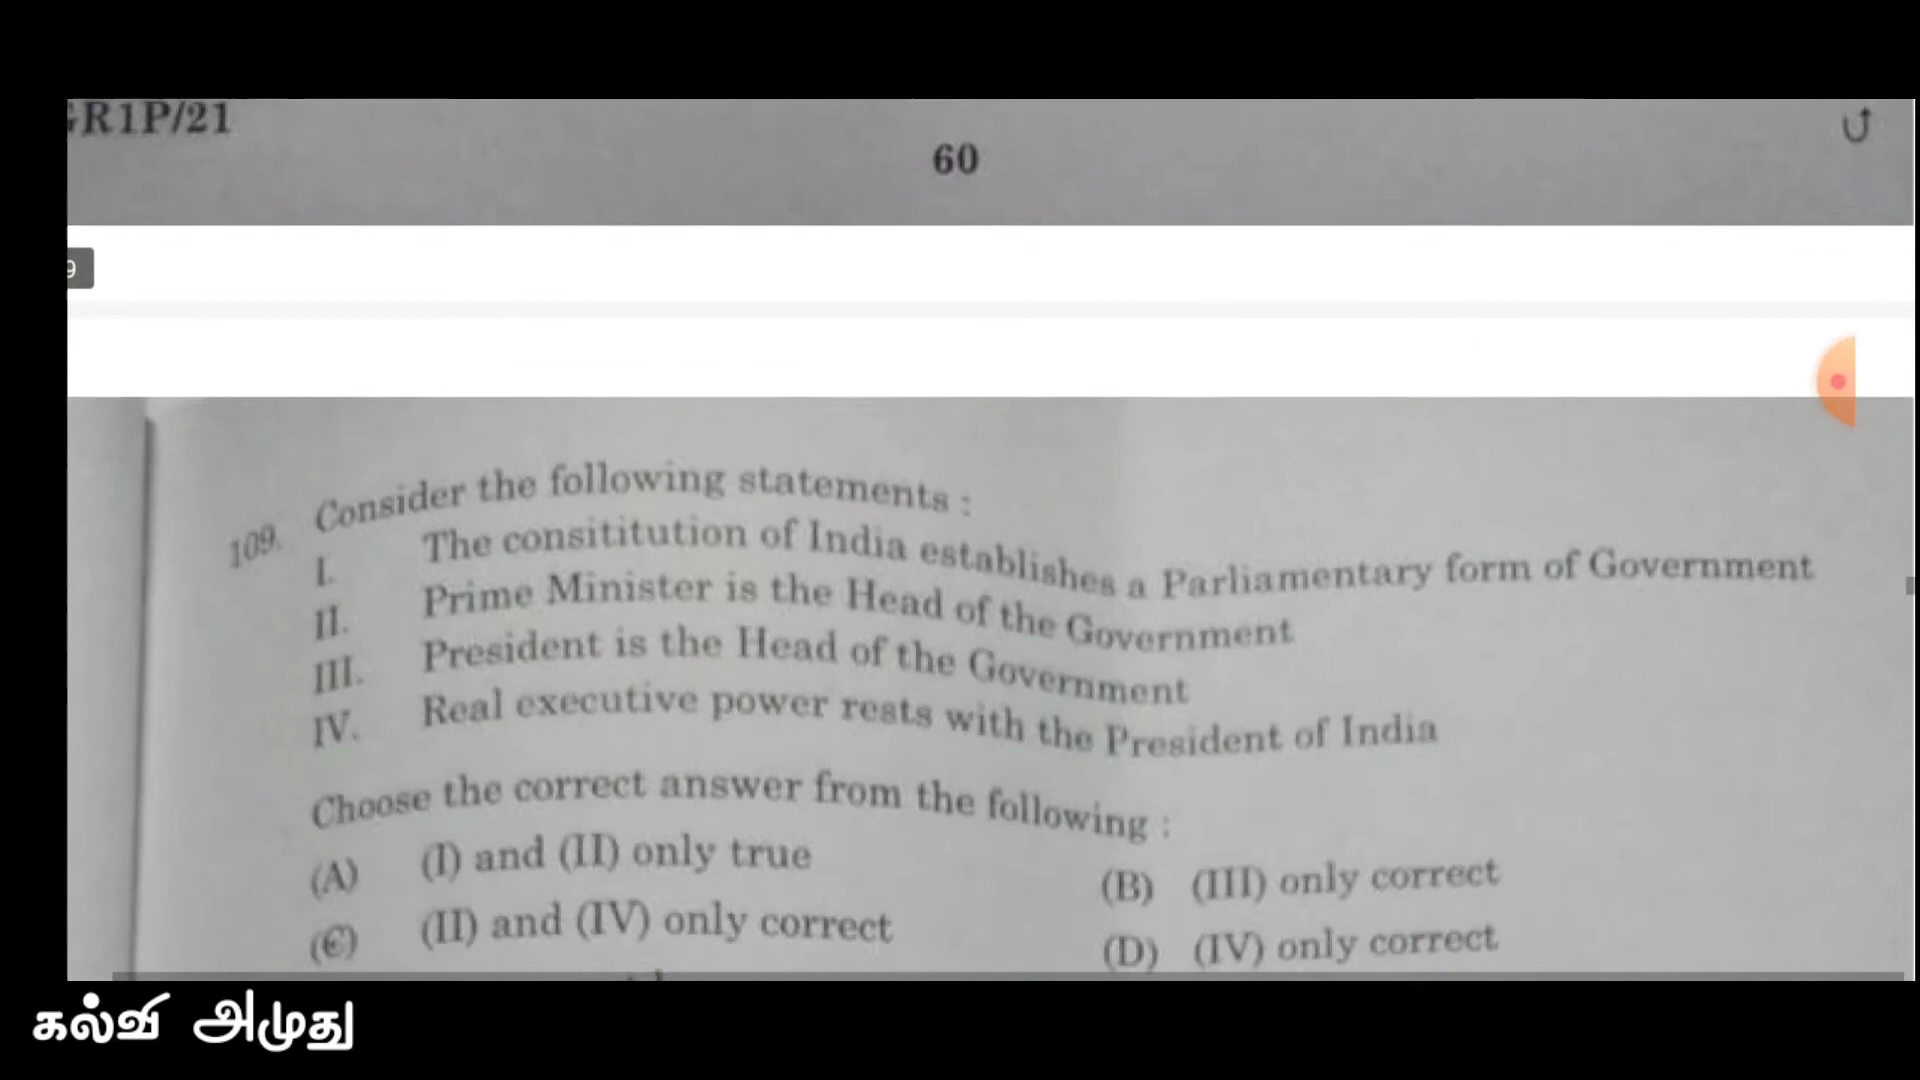 GR1P/21
60
9
109. Consider the following statements :
I. The consititution of India establishes a Parliamentary form of Government
II. Prime Minister is the Head of the Government
III. President is the Head of the Government
IV. Real executive power rests with the President of India
Choose the correct answer from the following :
(A) (I) and (II) only true (B) (III) only correct
(C) (II) and (IV) only correct (D) (IV) only correct
கல்வி அமுது